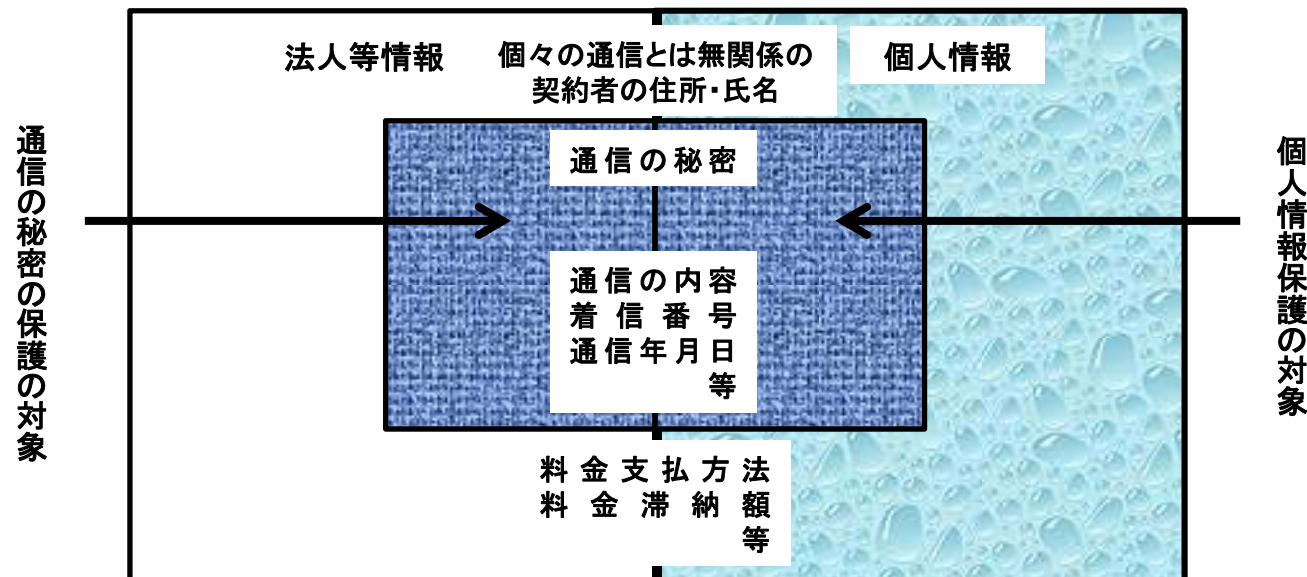 法人等情報
個々の通信とは無関係の
契約者の住所・氏名
個人情報
通信の秘密の保護の対象
通信の秘密
通信の内容
着信番号
通信年月日
等
個人情報保護の対象
料金支払方法
料金滞納額
等